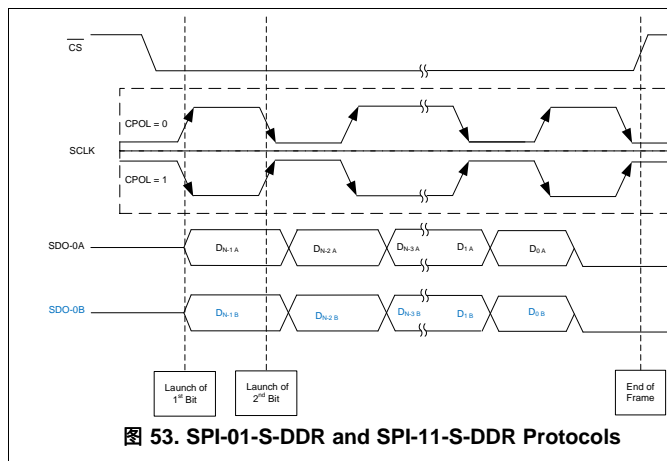 CS
CPOL = 0
SCLK
CPOL = 1
SDO-0A
DN-1 A
DN-2 A
DN-3 A
D1 A
D0 A
SDO-0B
DN-1 B
DN-2 B
DN-3 B
D1 B
D0 B
Launch of
1st Bit
Launch of
2nd Bit
End of
Frame
图 53. SPI-01-S-DDR and SPI-11-S-DDR Protocols